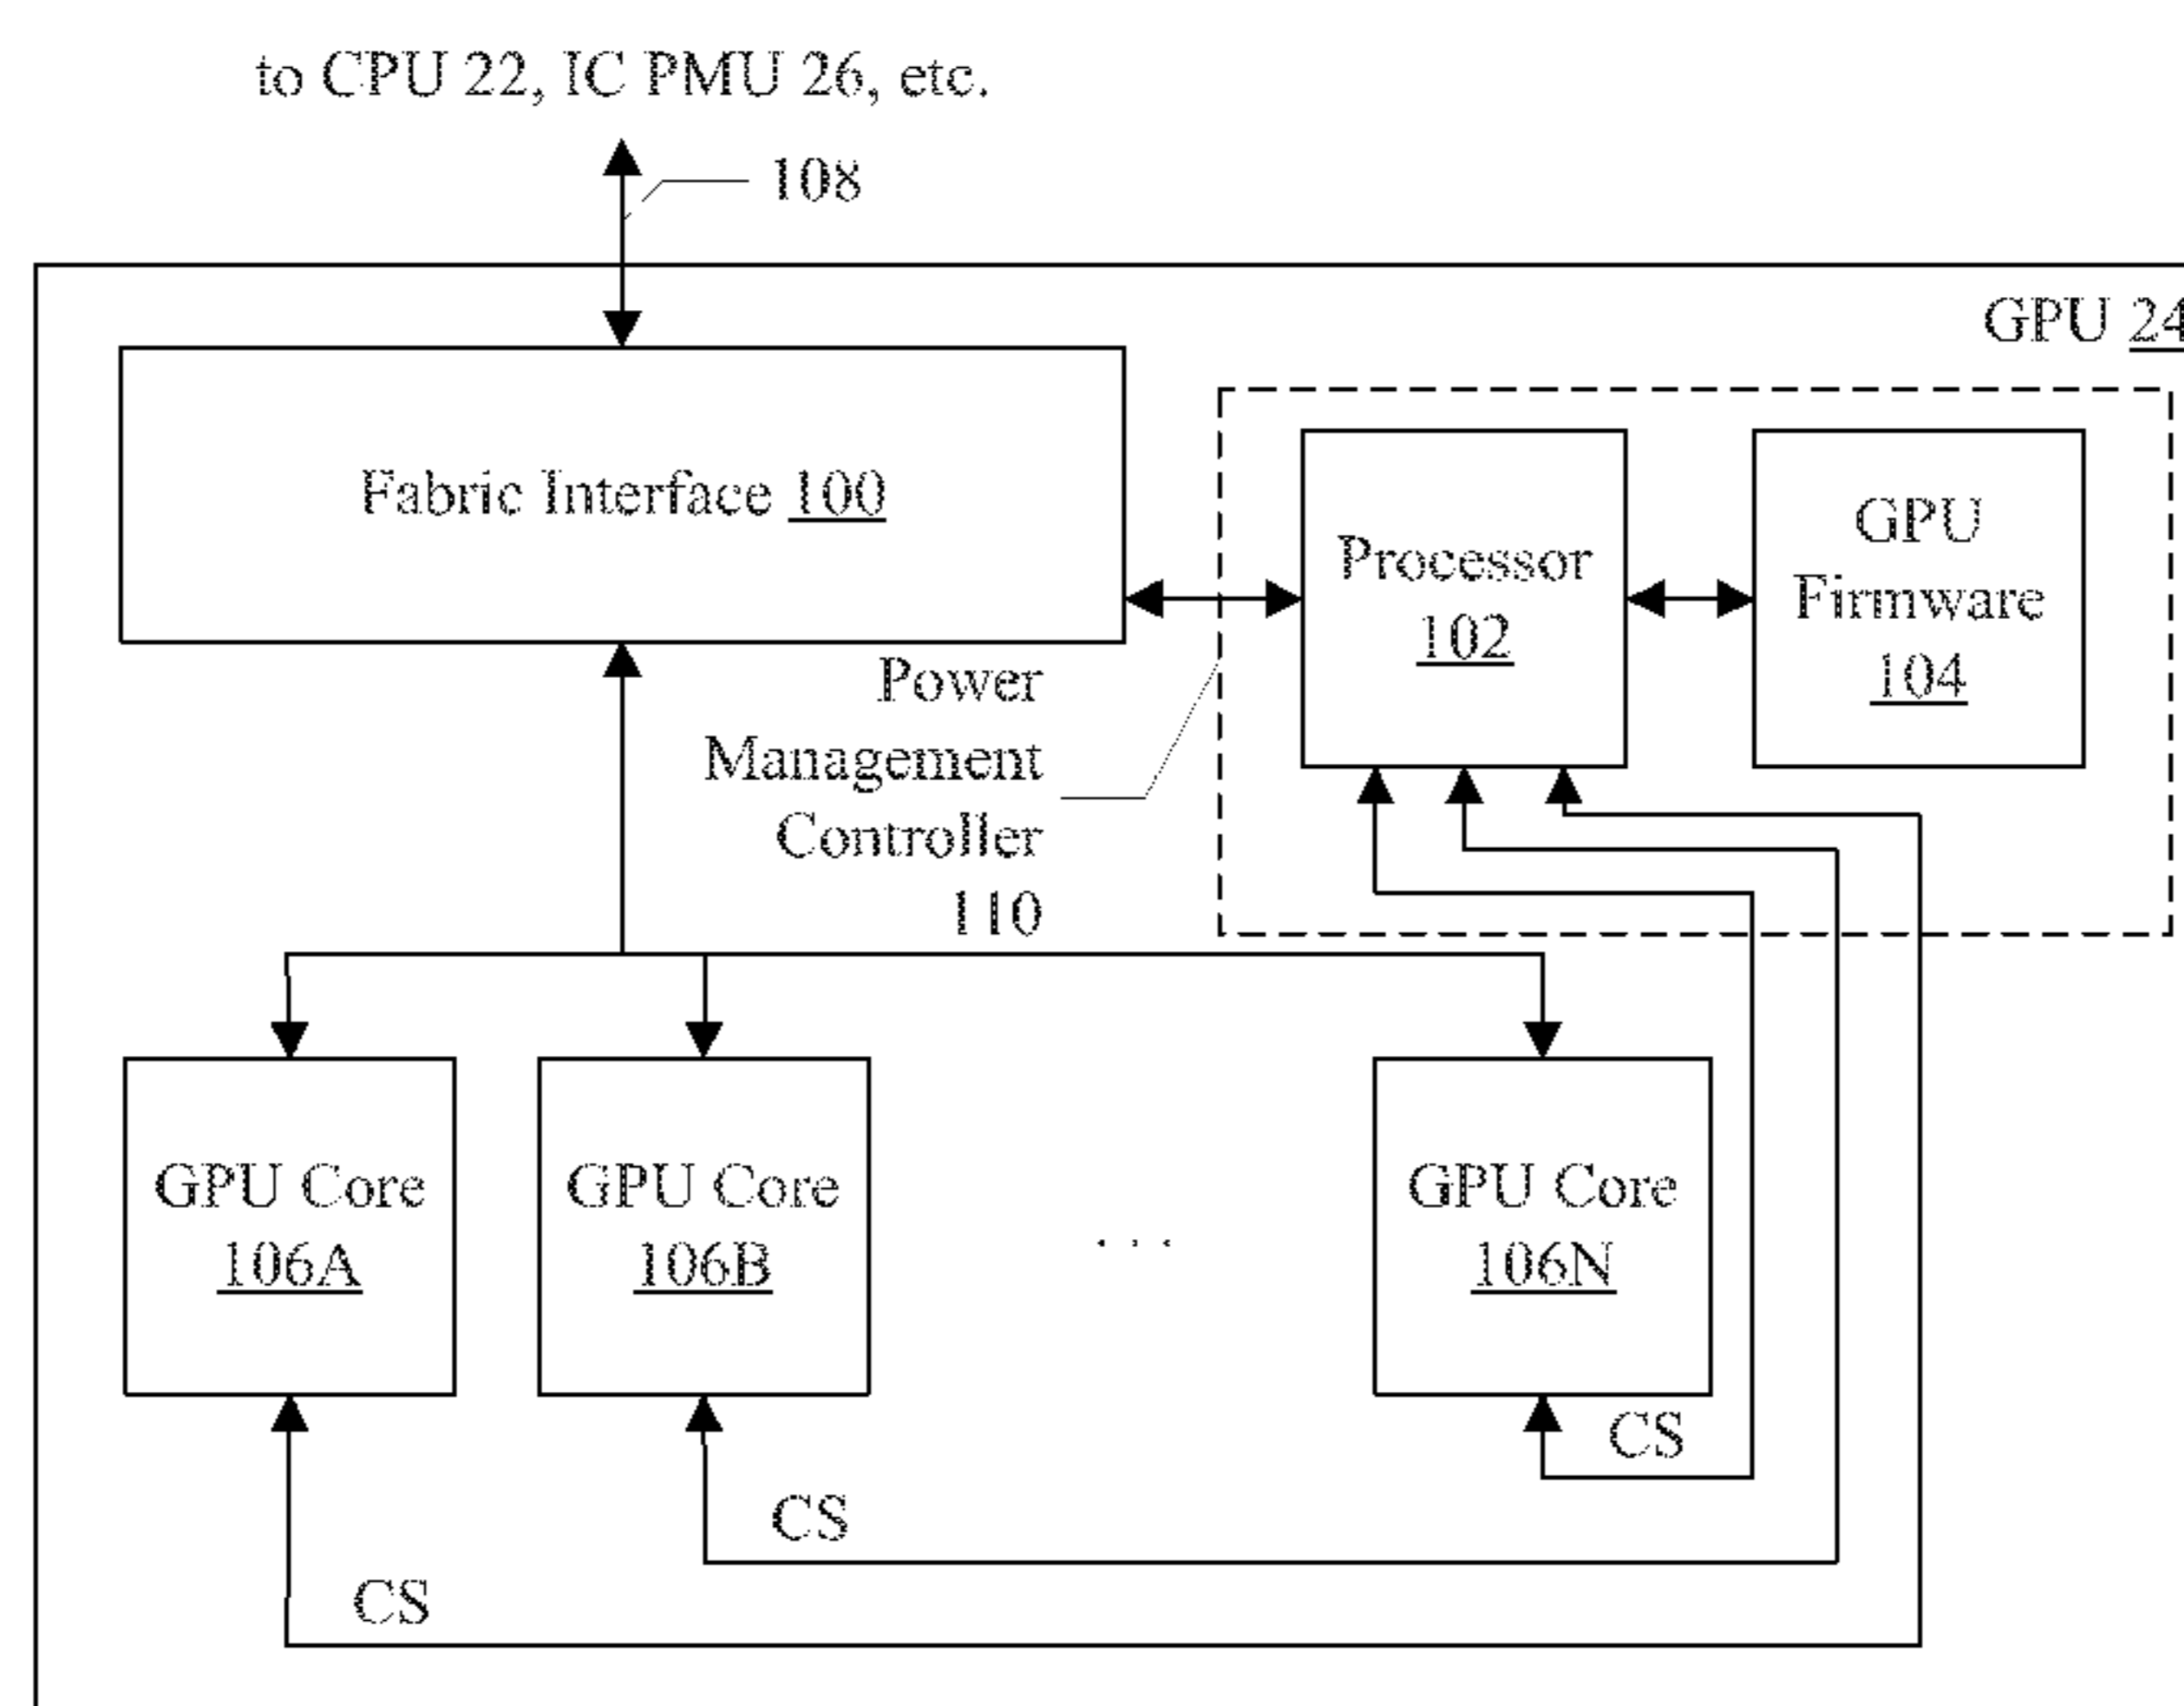 to CPU 22, IC PMU 26, etc.
108
GPU 24
Fabric Interface 100
Processor
102
GPU
Firmware
104
Power
Management
Controller
110
GPU Core
106A
GPU Core
106B
. . .
GPU Core
106N
CS
CS
CS